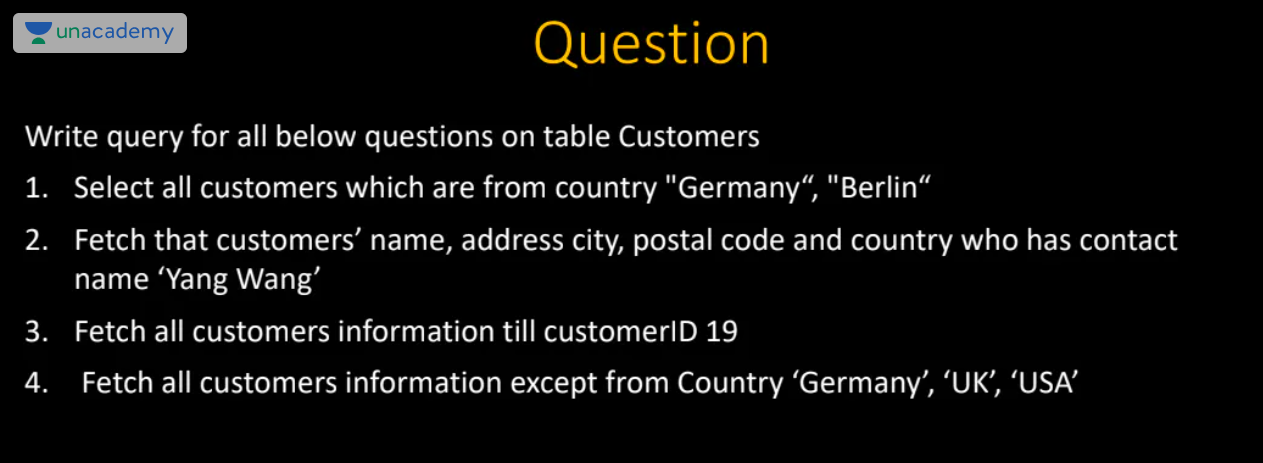 unacademy
Question
Write query for all below questions on table Customers
1. Select all customers which are from country "Germany“, "Berlin“
2. Fetch that customers’ name, address city, postal code and country who has contact
name ‘Yang Wang’
3. Fetch all customers information till customerID 19
4. Fetch all customers information except from Country ‘Germany’, ‘UK’, ‘USA’